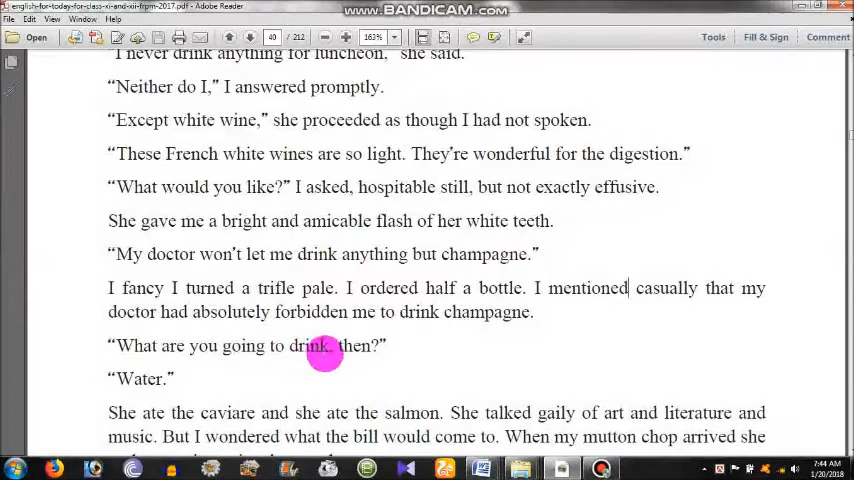 english-for-today-for-class-xi-and-xii-frpm-2017.pdf - Adobe Reader
www.BANDICAM.com
File Edit View Window Help
Open 40 / 212 163% Tools Fill & Sign Comment
"I never drink anything for luncheon," she said.
"Neither do I," I answered promptly.
"Except white wine," she proceeded as though I had not spoken.
"These French white wines are so light. They're wonderful for the digestion."
"What would you like?" I asked, hospitable still, but not exactly effusive.
She gave me a bright and amicable flash of her white teeth.
"My doctor won't let me drink anything but champagne."
I fancy I turned a trifle pale. I ordered half a bottle. I mentioned casually that my
doctor had absolutely forbidden me to drink champagne.
"What are you going to drink, then?"
"Water."
She ate the caviare and she ate the salmon. She talked gaily of art and literature and
music. But I wondered what the bill would come to. When my mutton chop arrived she
7:44 AM
1/20/2018